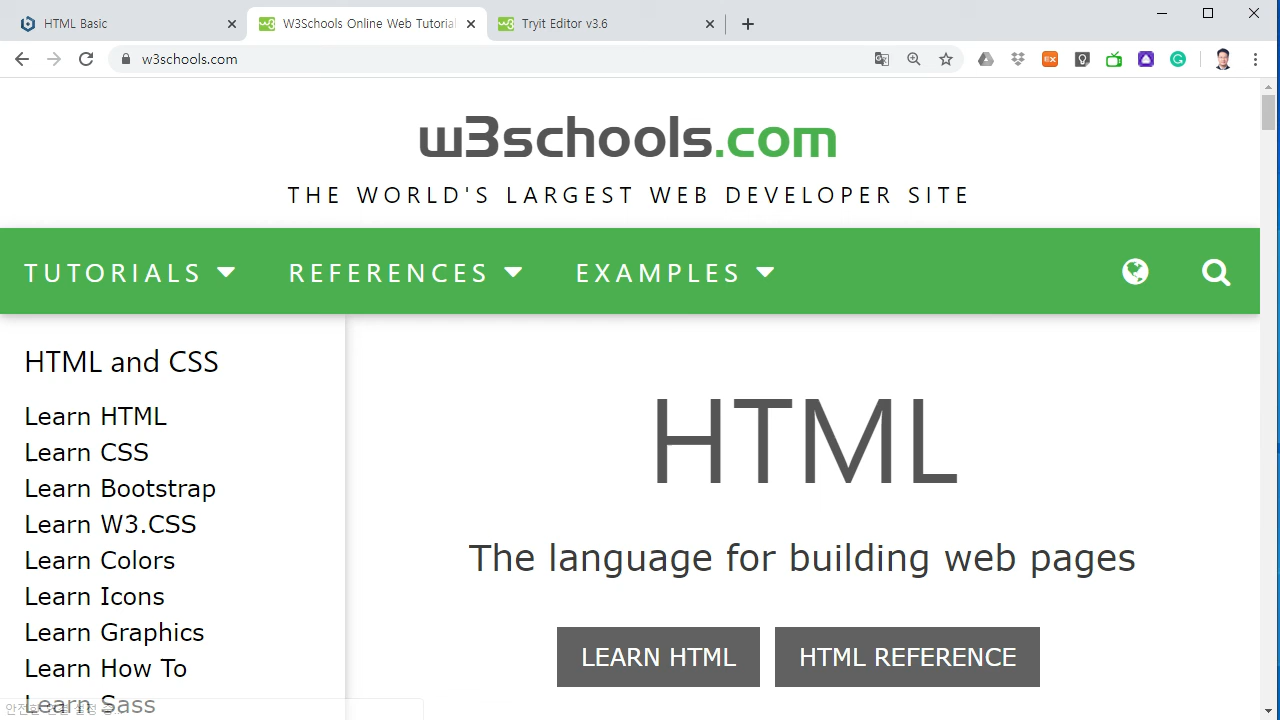 HTML Basic
W3Schools Online Web Tutorial
Tryit Editor v3.6
w3schools.com
w3schools.com
THE WORLD'S LARGEST WEB DEVELOPER SITE
TUTORIALS REFERENCES EXAMPLES
HTML and CSS
Learn HTML
Learn CSS
Learn Bootstrap
Learn W3.CSS
Learn Colors
Learn Icons
Learn Graphics
Learn How To
Learn Sass
HTML
The language for building web pages
LEARN HTML
HTML REFERENCE